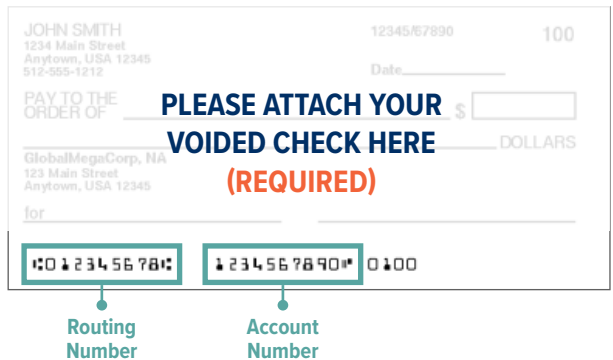 JOHN SMITH
1234 Main Street
Anytown, USA 12345
512-555-1212
12345/67890
100
Date
PAY TO THE
ORDER OF
$
DOLLARS
PLEASE ATTACH YOUR
VOIDED CHECK HERE
(REQUIRED)
GlobalMegaCorp, NA
123 Main Street
Anytown, USA 12345
for
⑆012345678⑆ 1234567890⑈ 0100
Routing
Number
Account
Number